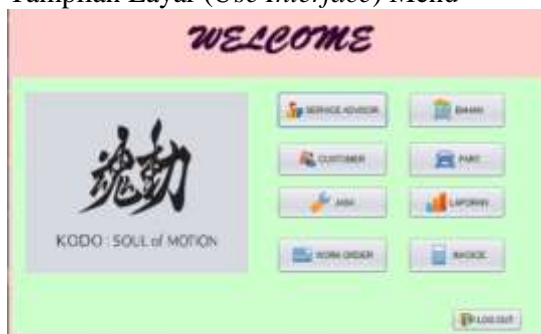 Tampilan Layar (Use Interface) Menu
WELCOME
SERVICE ADVISOR
BAHAN
CUSTOMER
PART
JASA
LAPORAN
WORK ORDER
INVOICE
魂動
KODO : SOUL of MOTION
LOG OUT